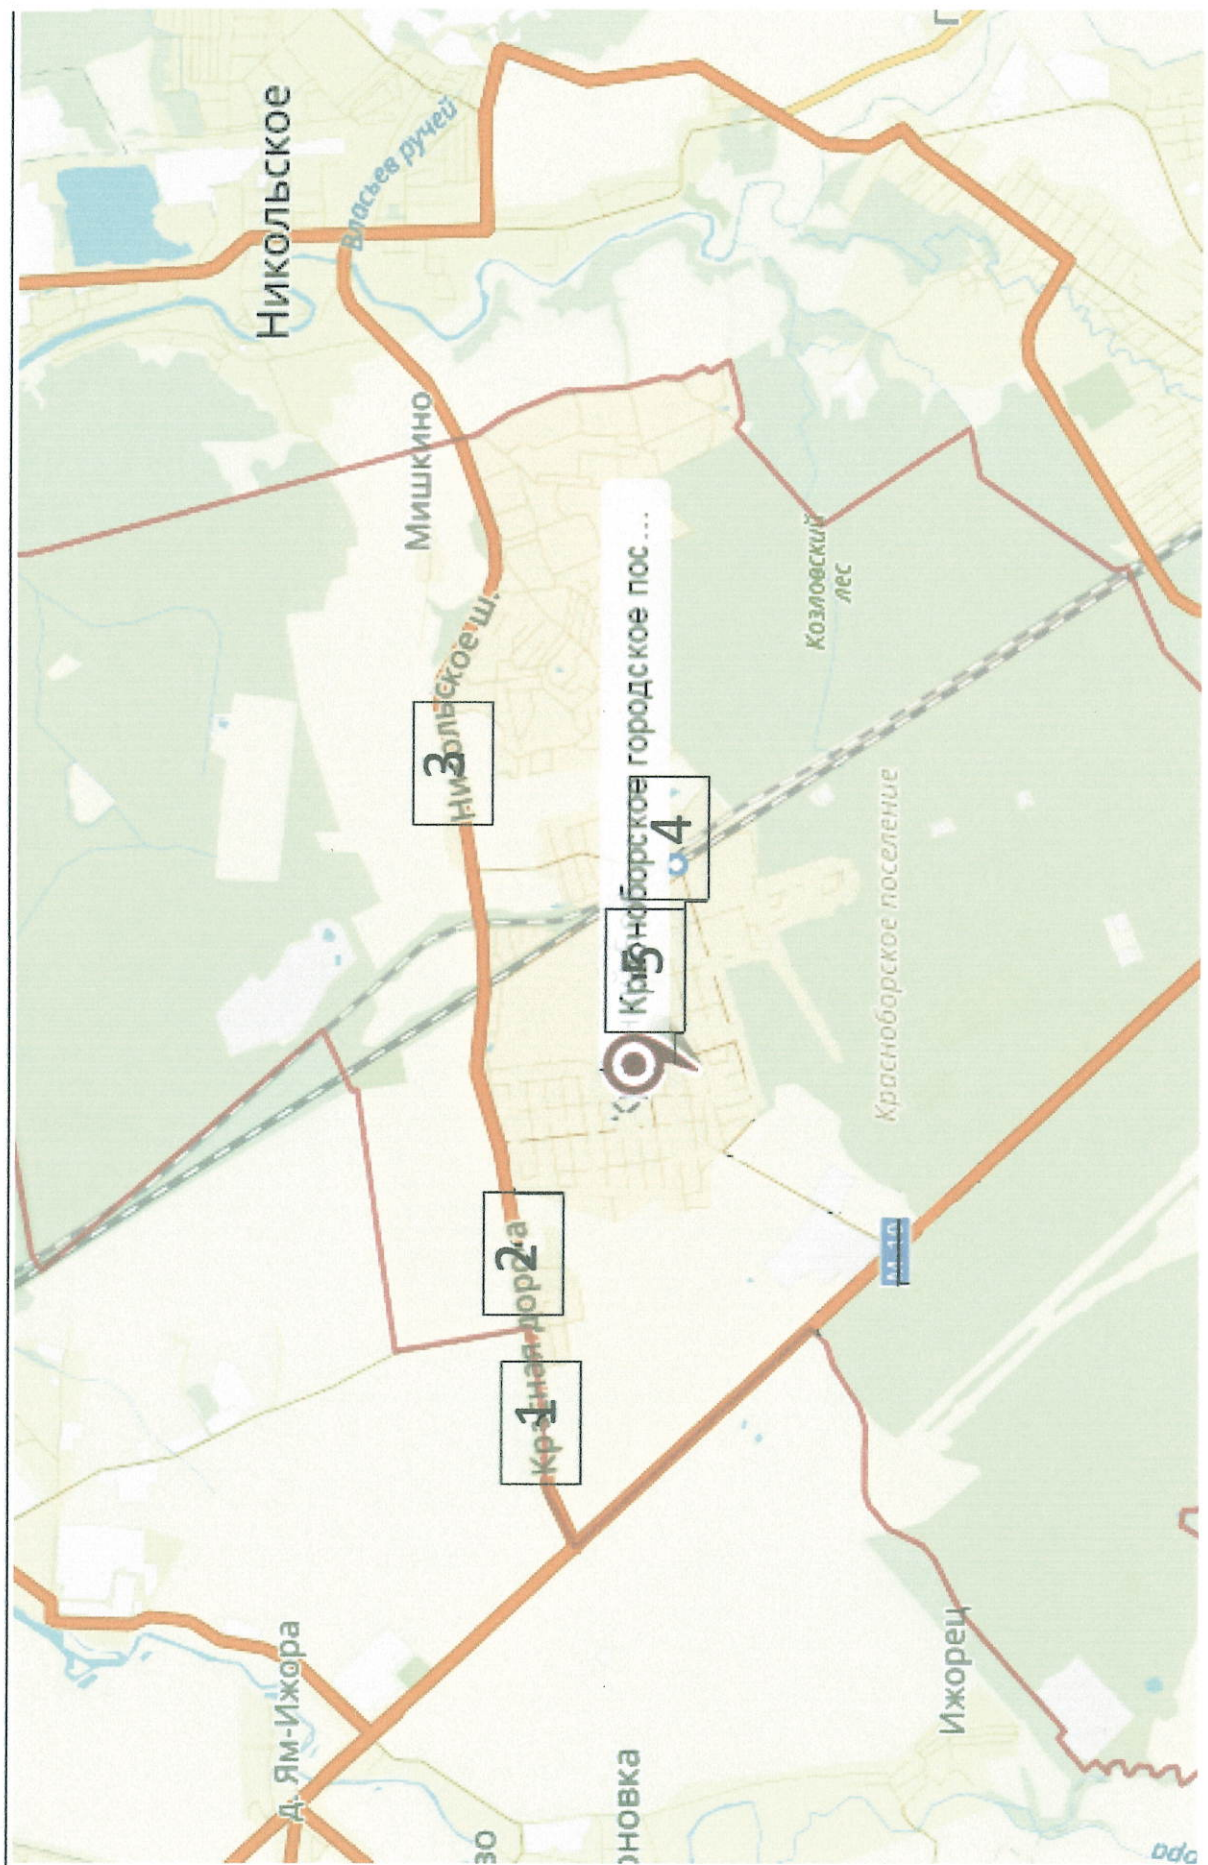 Никольское
Власьев ручей
Мишкино
Никольское ш.
3
Красноборское городское пос...
4
5
Козловский
лес
Красноборское поселение
2
Красная дорога
1
М-10
д. Ям-Ижора
Ижорец